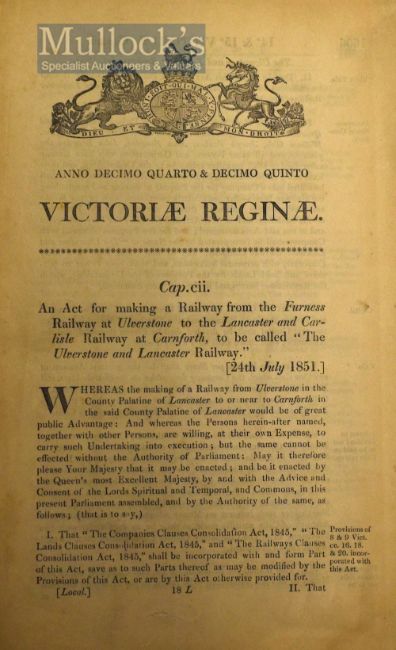 Mullock's
Specialist Auctioneers & Valuers
DIEU ET MON DROIT
ANNO DECIMO QUARTO & DECIMO QUINTO
VICTORIÆ REGINÆ.
Cap.cii.
An Act for making a Railway from the Furness
Railway at Ulverstone to the Lancaster and Car-
lisle Railway at Carnforth, to be called "The
Ulverstone and Lancaster Railway."
[24th July 1851.]
WHEREAS the making of a Railway from Ulverstone in the
County Palatine of Lancaster to or near to Carnforth in
the said County Palatine of Lancaster would be of great
public Advantage: And whereas the Persons herein-after named,
together with other Persons, are willing, at their own Expense, to
carry such Undertaking into execution; but the same cannot be
effected without the Authority of Parliament: May it therefore
please Your Majesty that it may be enacted; and be it enacted by
the Queen's most Excellent Majesty, by and with the Advice and
Consent of the Lords Spiritual and Temporal, and Commons, in this
present Parliament assembled, and by the Authority of the same, as
follows; (that is to say,)
I. That "The Companies Clauses Consolidation Act, 1845," "The
Lands Clauses Consolidation Act, 1845," and "The Railways Clauses
Consolidation Act, 1845," shall be incorporated with and form Part
of this Act, save as to such Parts thereof as may be modified by the
Provisions of this Act, or are by this Act otherwise provided for.
Provisions of
8 & 9 Vict.
cc. 16. 18.
& 20. incor-
porated with
this Act.
[Local.] 18 L II. That